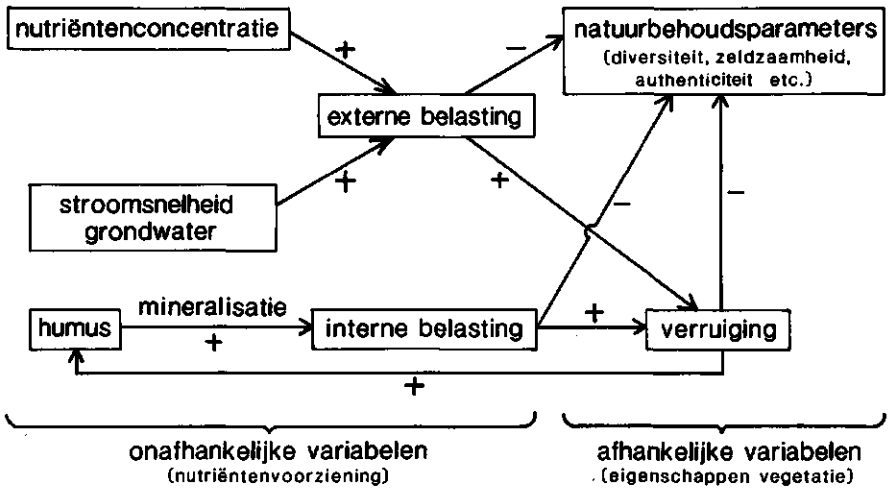 nutriëntenconcentratie
natuurbehoudsparameters
(diversiteit, zeldzaamheid,
authenticiteit etc.)
+
−
externe belasting
+
+
stroomsnelheid
grondwater
−
−
mineralisatie
humus
+
interne belasting
+
verruiging
+
onafhankelijke variabelen
(nutriëntenvoorziening)
afhankelijke variabelen
(eigenschappen vegetatie)